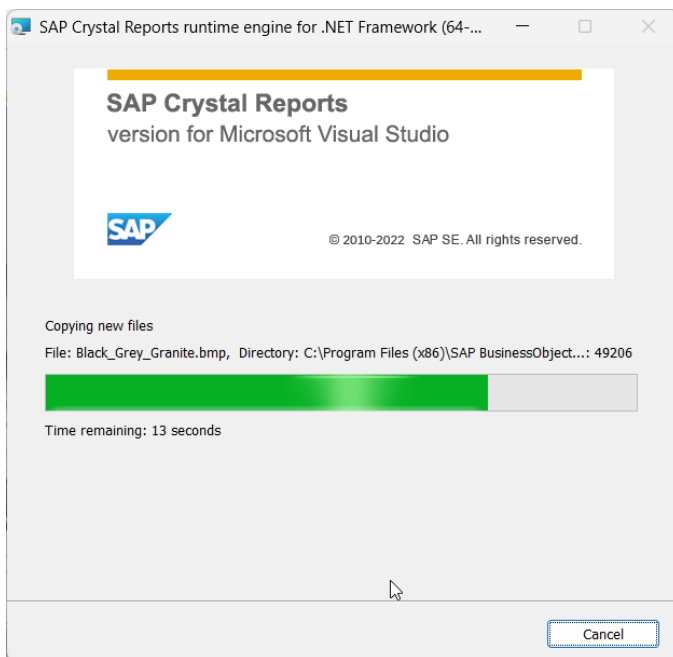 SAP Crystal Reports runtime engine for .NET Framework (64-...
SAP Crystal Reports
version for Microsoft Visual Studio
SAP
© 2010-2022 SAP SE. All rights reserved.
Copying new files
File: Black_Grey_Granite.bmp, Directory: C:\Program Files (x86)\SAP BusinessObject...: 49206
Time remaining: 13 seconds
Cancel